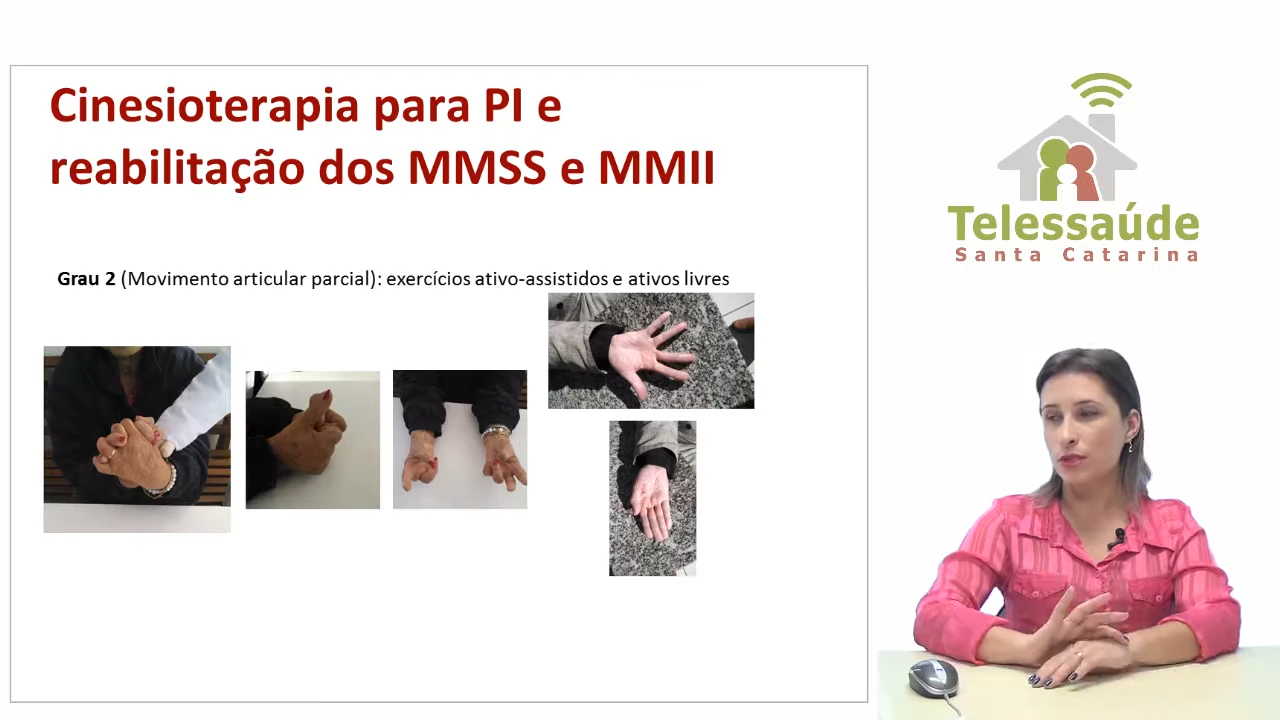 Cinesioterapia para PI e
reabilitação dos MMSS e MMII
Grau 2 (Movimento articular parcial): exercícios ativo-assistidos e ativos livres
Telessaúde
Santa Catarina